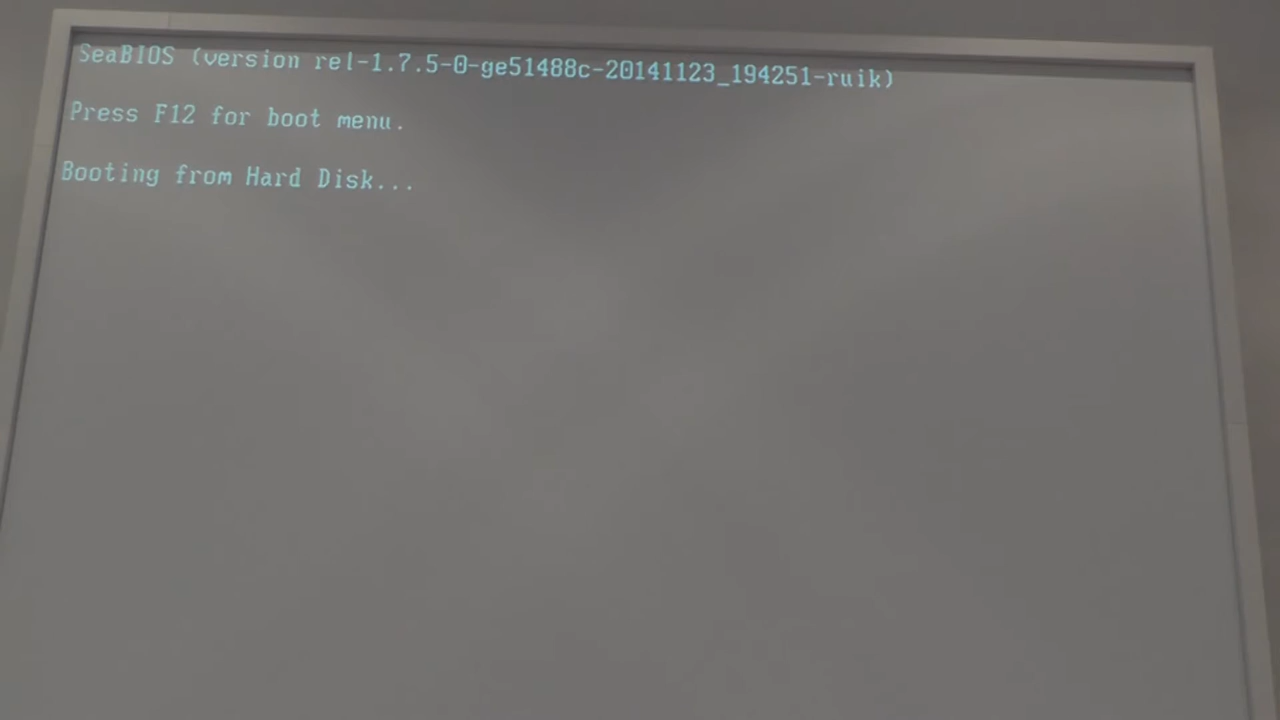 SeaBIOS (version rel-1.7.5-0-ge51488c-20141123_194251-ruik)
Press F12 for boot menu.
Booting from Hard Disk...